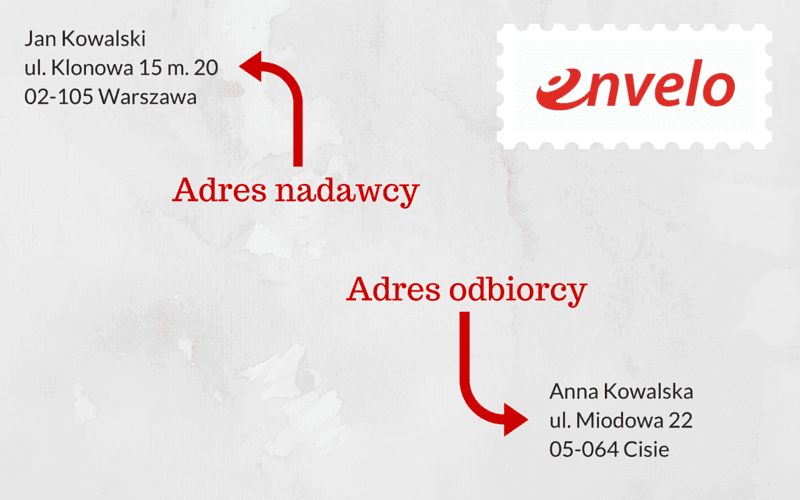 Jan Kowalski
ul. Klonowa 15 m. 20
02-105 Warszawa
envelo
Adres nadawcy
Adres odbiorcy
Anna Kowalska
ul. Miodowa 22
05-064 Cisie